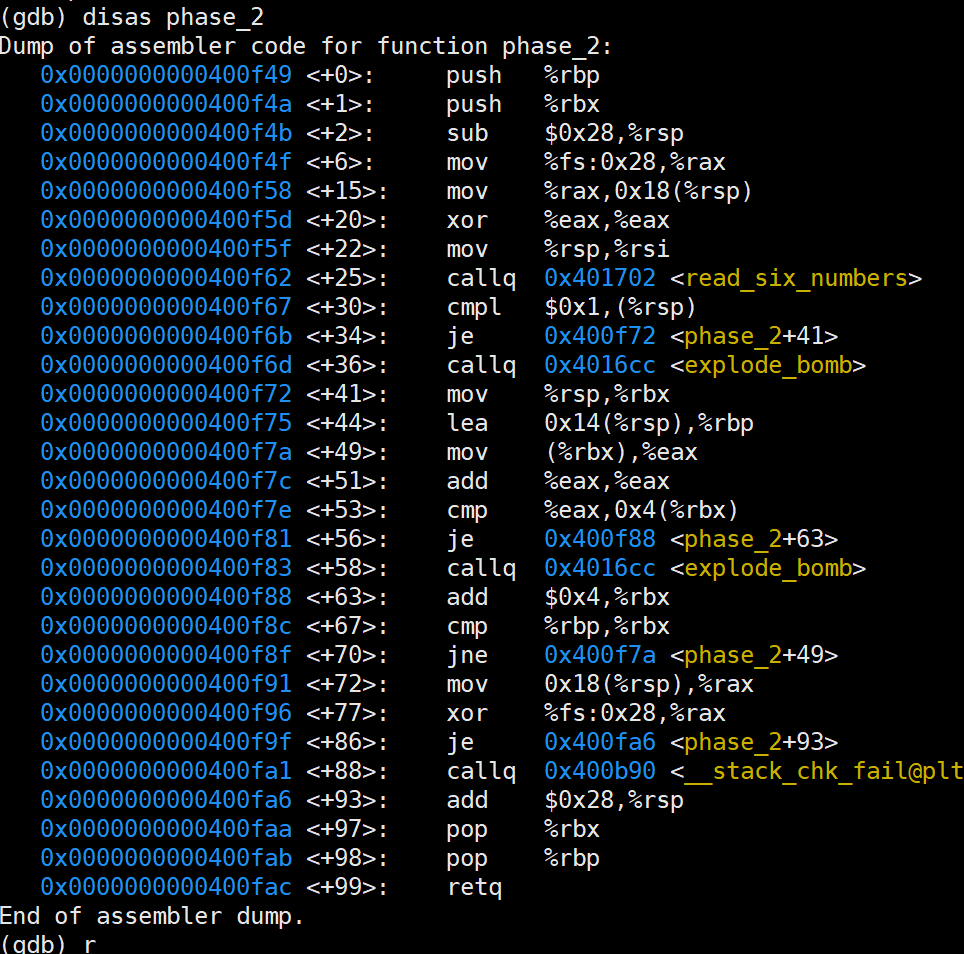 (gdb) disas phase_2
Dump of assembler code for function phase_2:
   0x0000000000400f49 <+0>:     push   %rbp
   0x0000000000400f4a <+1>:     push   %rbx
   0x0000000000400f4b <+2>:     sub    $0x28,%rsp
   0x0000000000400f4f <+6>:     mov    %fs:0x28,%rax
   0x0000000000400f58 <+15>:    mov    %rax,0x18(%rsp)
   0x0000000000400f5d <+20>:    xor    %eax,%eax
   0x0000000000400f5f <+22>:    mov    %rsp,%rsi
   0x0000000000400f62 <+25>:    callq  0x401702 <read_six_numbers>
   0x0000000000400f67 <+30>:    cmpl   $0x1,(%rsp)
   0x0000000000400f6b <+34>:    je     0x400f72 <phase_2+41>
   0x0000000000400f6d <+36>:    callq  0x4016cc <explode_bomb>
   0x0000000000400f72 <+41>:    mov    %rsp,%rbx
   0x0000000000400f75 <+44>:    lea    0x14(%rsp),%rbp
   0x0000000000400f7a <+49>:    mov    (%rbx),%eax
   0x0000000000400f7c <+51>:    add    %eax,%eax
   0x0000000000400f7e <+53>:    cmp    %eax,0x4(%rbx)
   0x0000000000400f81 <+56>:    je     0x400f88 <phase_2+63>
   0x0000000000400f83 <+58>:    callq  0x4016cc <explode_bomb>
   0x0000000000400f88 <+63>:    add    $0x4,%rbx
   0x0000000000400f8c <+67>:    cmp    %rbp,%rbx
   0x0000000000400f8f <+70>:    jne    0x400f7a <phase_2+49>
   0x0000000000400f91 <+72>:    mov    0x18(%rsp),%rax
   0x0000000000400f96 <+77>:    xor    %fs:0x28,%rax
   0x0000000000400f9f <+86>:    je     0x400fa6 <phase_2+93>
   0x0000000000400fa1 <+88>:    callq  0x400b90 <__stack_chk_fail@plt
   0x0000000000400fa6 <+93>:    add    $0x28,%rsp
   0x0000000000400faa <+97>:    pop    %rbx
   0x0000000000400fab <+98>:    pop    %rbp
   0x0000000000400fac <+99>:    retq
End of assembler dump.
(gdb) r